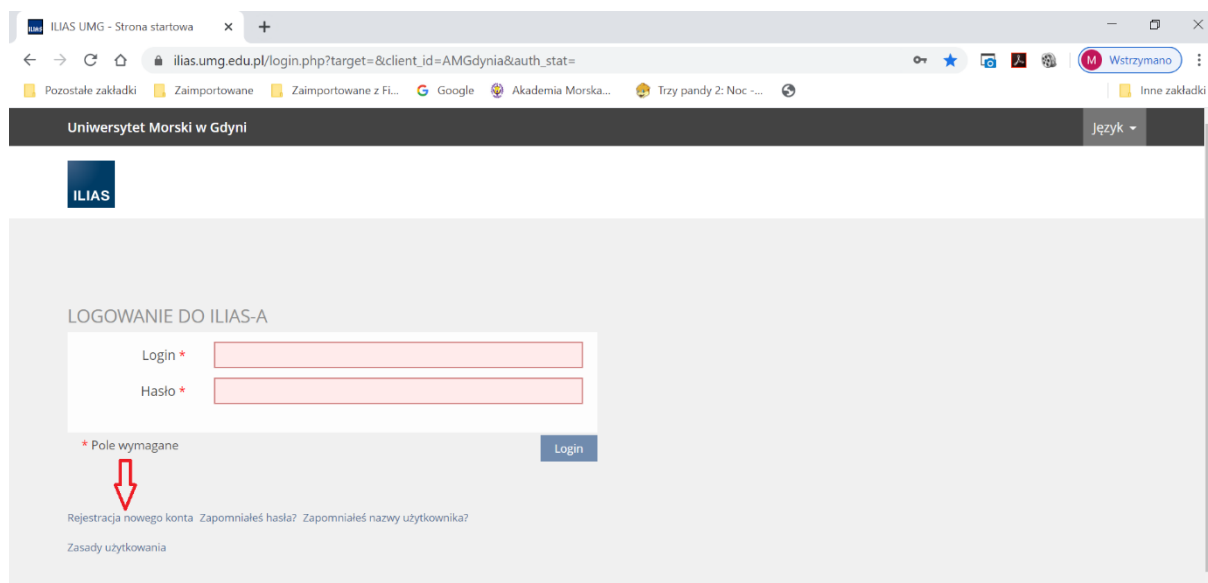 ILIAS UMG - Strona startowa
ilias.umg.edu.pl/login.php?target=&client_id=AMGdynia&auth_stat=
M Wstrzymano
Pozostałe zakładki Zaimportowane Zaimportowane z Fi... Google Akademia Morska... Trzy pandy 2: Noc -... Inne zakładki
Uniwersytet Morski w Gdyni Język
ILIAS
LOGOWANIE DO ILIAS-A
Login *
Hasło *
* Pole wymagane Login
Rejestracja nowego konta Zapomniałeś hasła? Zapomniałeś nazwy użytkownika?
Zasady użytkowania